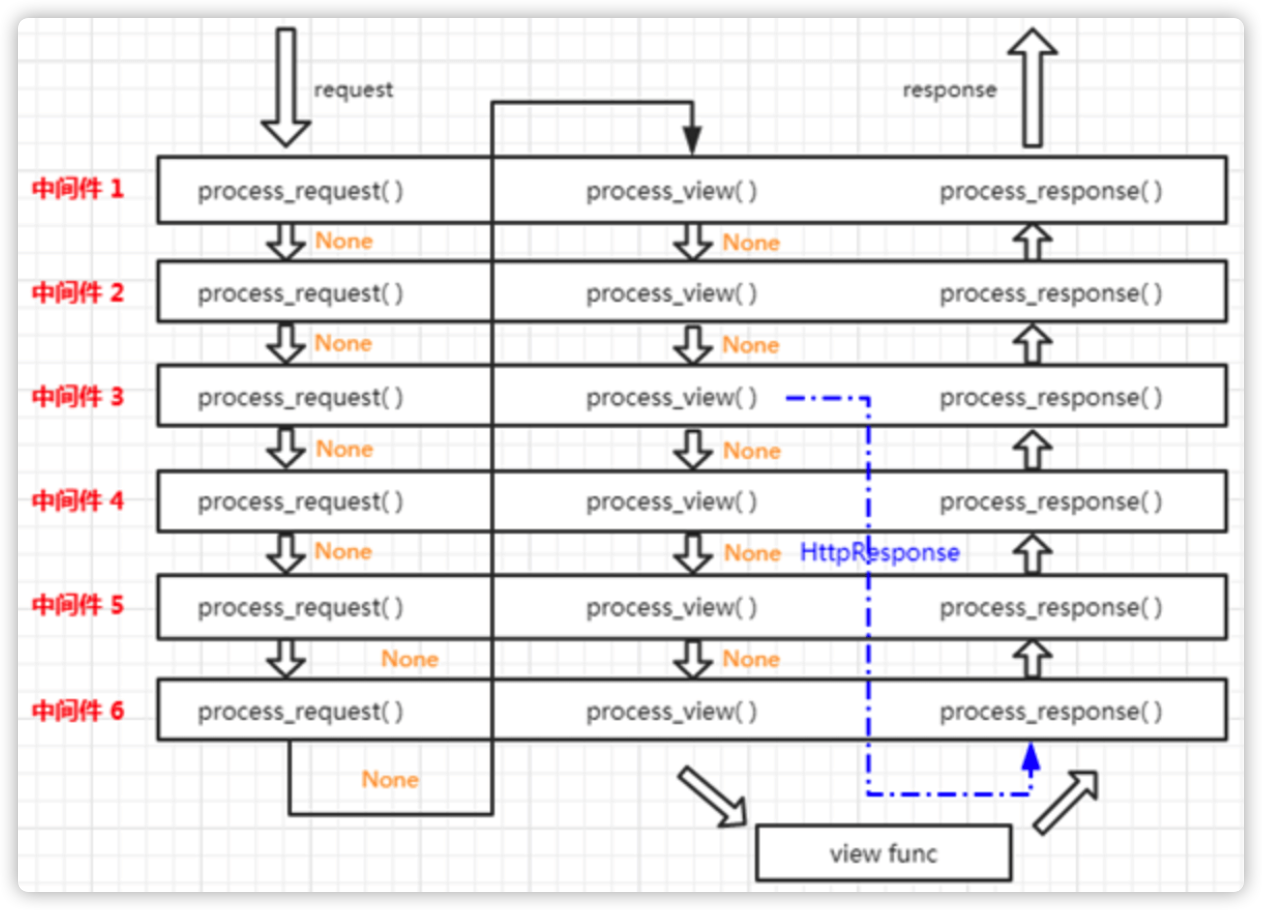 request
response
中间件 1
process_request( )
process_view( )
process_response( )
None
None
中间件 2
process_request( )
process_view( )
process_response( )
None
None
中间件 3
process_request( )
process_view( )
process_response( )
None
None
中间件 4
process_request( )
process_view( )
process_response( )
None
None
HttpResponse
中间件 5
process_request( )
process_view( )
process_response( )
None
None
中间件 6
process_request( )
process_view( )
process_response( )
None
view func